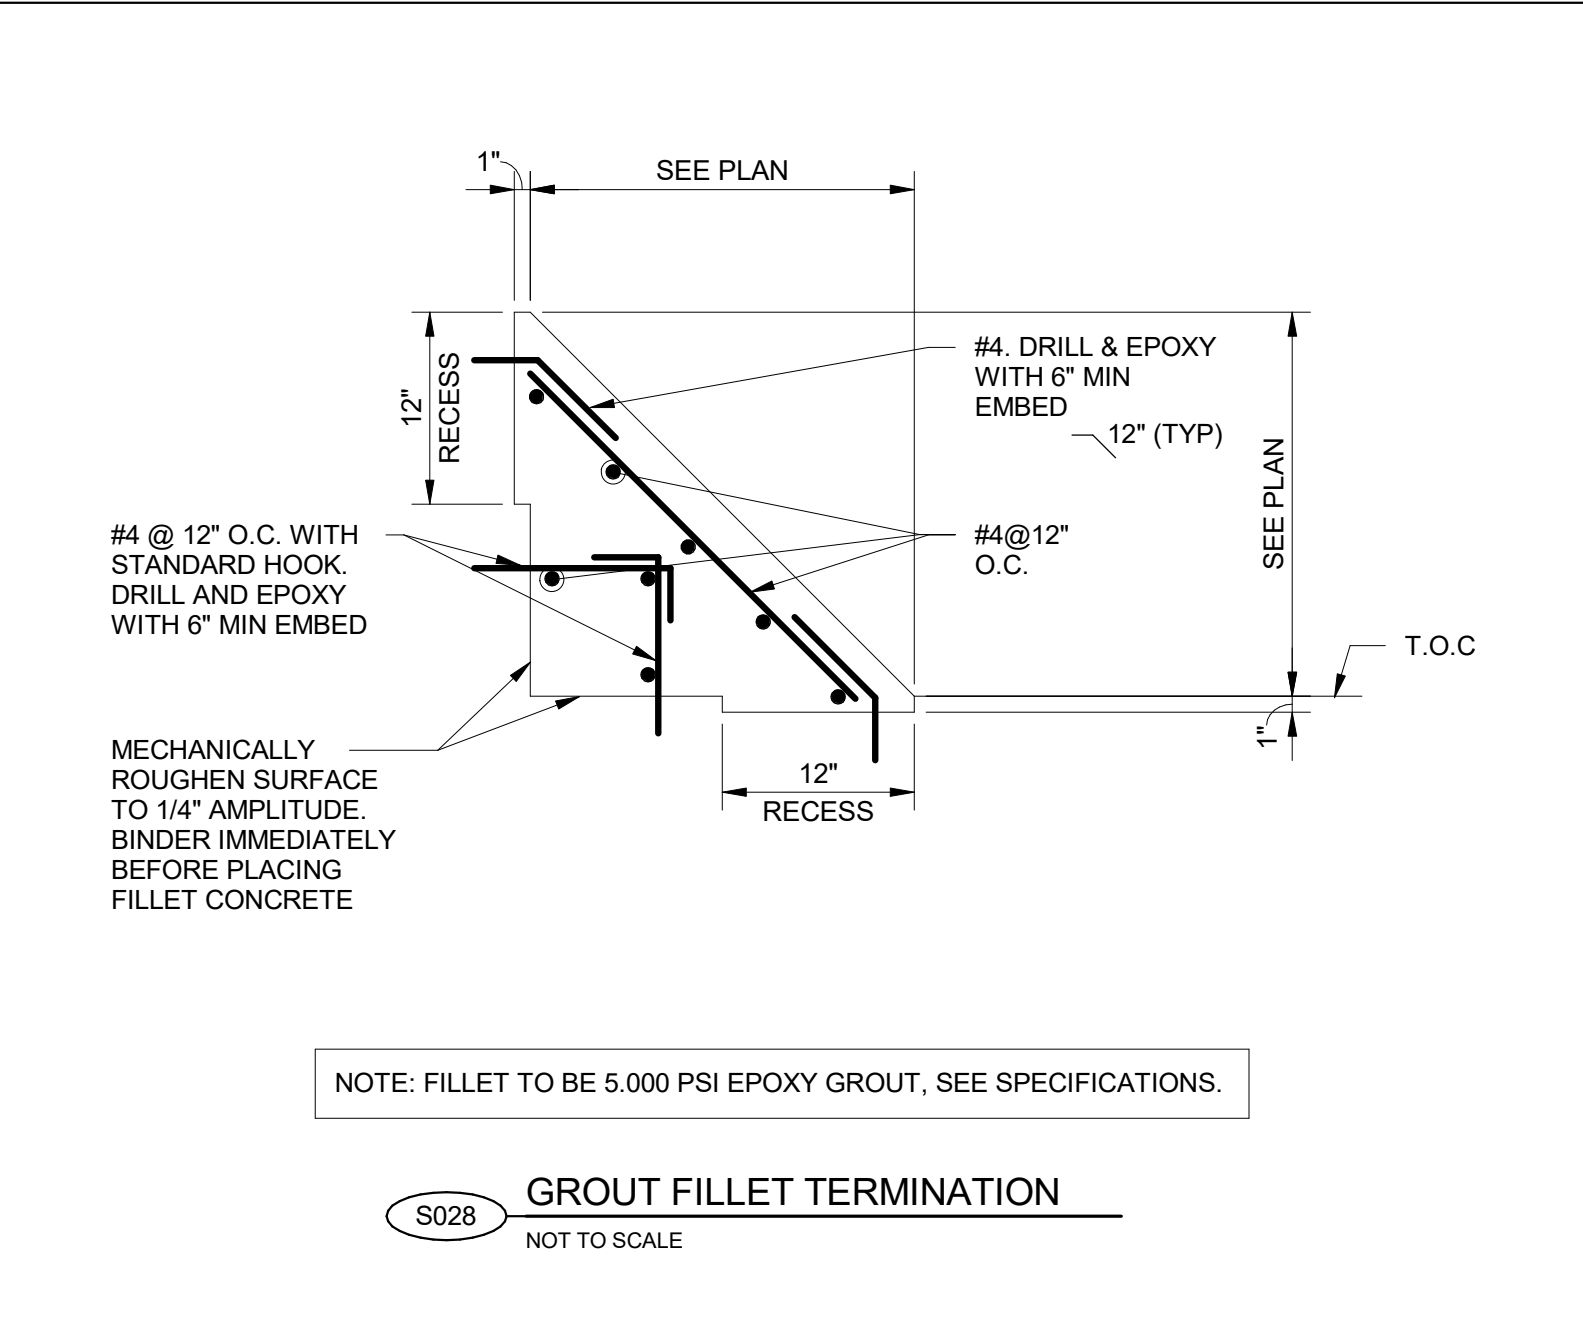 1"
SEE PLAN
12"
RECESS
#4. DRILL & EPOXY
WITH 6" MIN
EMBED
12" (TYP)
SEE PLAN
#4 @ 12" O.C. WITH
STANDARD HOOK.
DRILL AND EPOXY
WITH 6" MIN EMBED
#4@12"
O.C.
T.O.C
1"
MECHANICALLY
ROUGHEN SURFACE
TO 1/4" AMPLITUDE.
BINDER IMMEDIATELY
BEFORE PLACING
FILLET CONCRETE
12"
RECESS
NOTE: FILLET TO BE 5.000 PSI EPOXY GROUT, SEE SPECIFICATIONS.
S028
GROUT FILLET TERMINATION
NOT TO SCALE